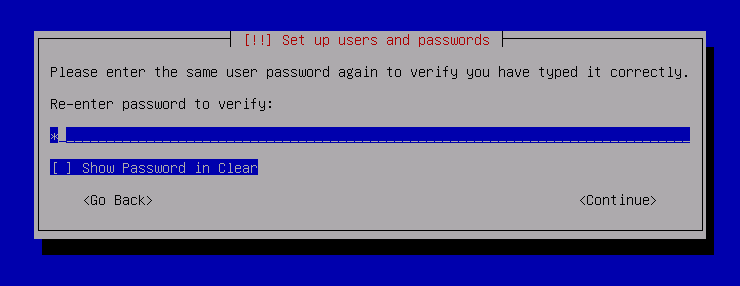 [!!] Set up users and passwords
Please enter the same user password again to verify you have typed it correctly.
Re-enter password to verify:
*
[ ] Show Password in Clear
<Go Back> <Continue>